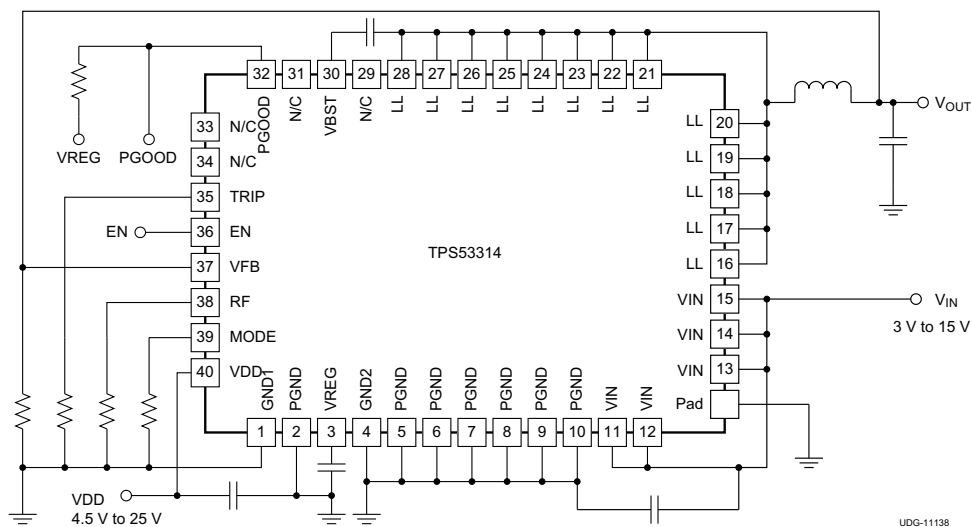 32 31 30 29 28 27 26 25 24 23 22 21
PGOOD N/C VBST N/C LL LL LL LL LL LL LL LL
VREG PGOOD
33 N/C
34 N/C
35 TRIP
EN 36 EN
37 VFB
38 RF
39 MODE
40 VDD
TPS53314
LL 20
LL 19
LL 18
LL 17
LL 16
VIN 15
VIN 14
VIN 13
Pad
VOUT
VIN
3 V to 15 V
GND1 PGND VREG GND2 PGND PGND PGND PGND PGND PGND VIN VIN
1 2 3 4 5 6 7 8 9 10 11 12
VDD
4.5 V to 25 V
UDG-11138